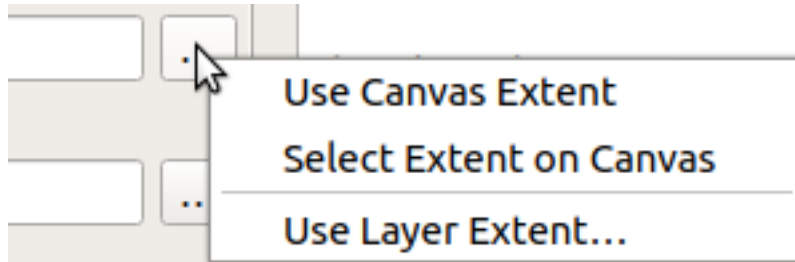 Use Canvas Extent
Select Extent on Canvas
Use Layer Extent…